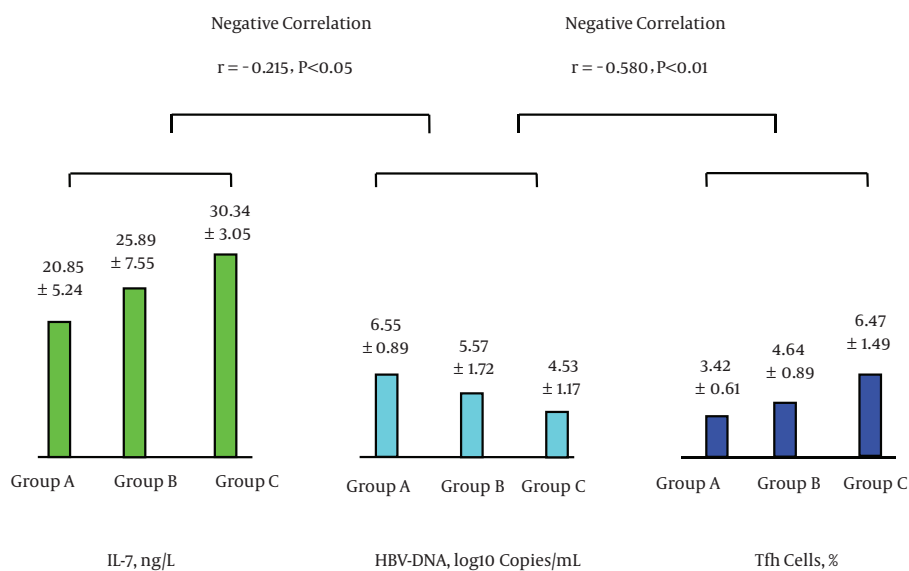 Negative Correlation
r = -0.215, P<0.05
Negative Correlation
r = -0.580, P<0.01
20.85
± 5.24
25.89
± 7.55
30.34
± 3.05
Group A
Group B
Group C
IL-7, ng/L
6.55
± 0.89
5.57
± 1.72
4.53
± 1.17
Group A
Group B
Group C
HBV-DNA, log10 Copies/mL
3.42
± 0.61
4.64
± 0.89
6.47
± 1.49
Group A
Group B
Group C
Tfh Cells, %